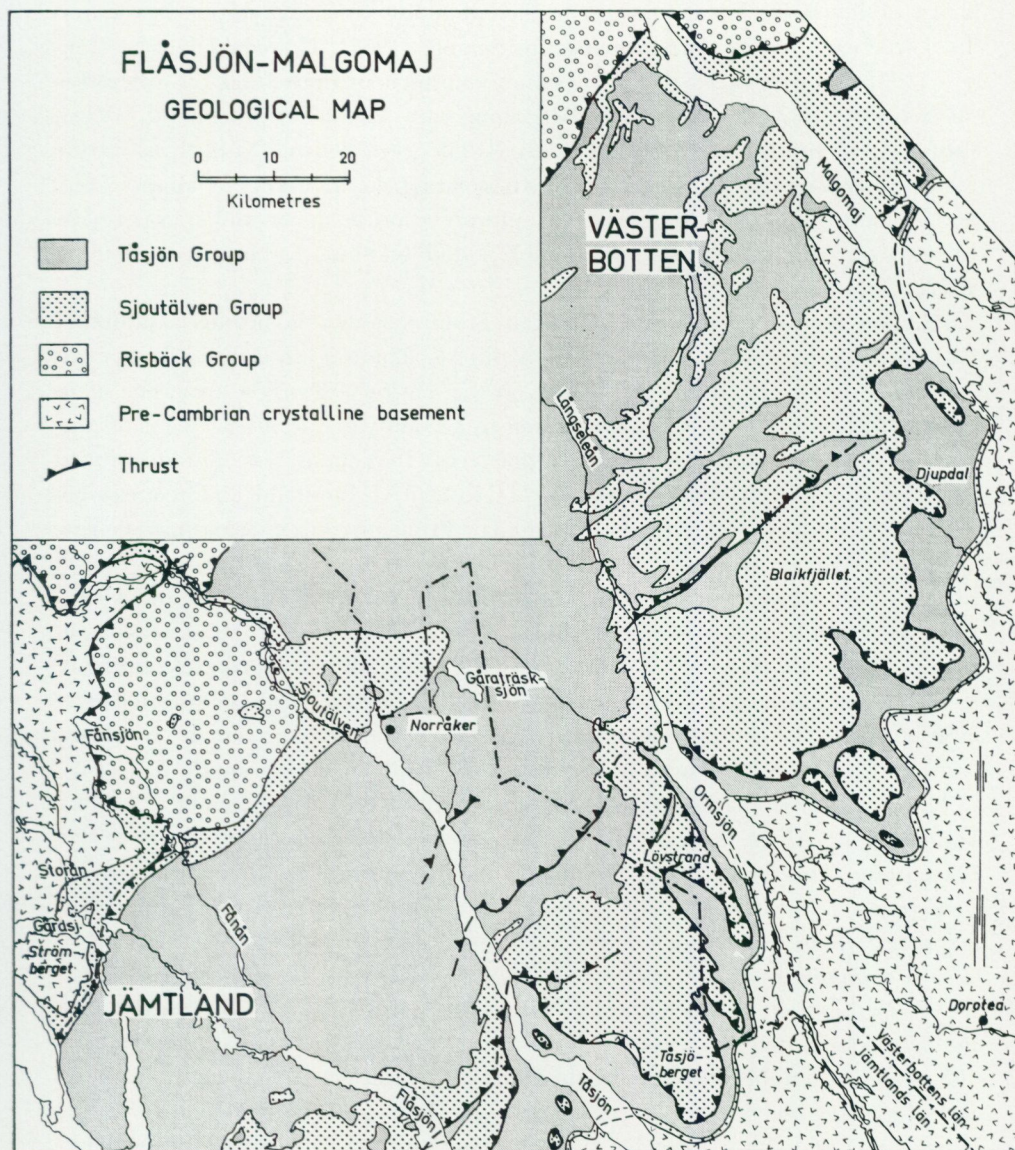 FLÅSJÖN-MALGOMAJ
GEOLOGICAL MAP
0 10 20
Kilometres
Tåsjön Group
Sjoutälven Group
Risbäck Group
Pre-Cambrian crystalline basement
Thrust
VÄSTER-
BOTTEN
Malgomaj
Långseleån
Djupdal
Blaikfjället
Gåraträsk-
sjön
Sjoutälven
Norråker
Fånsjön
Ormsjön
Lövstrand
Storån
Gärdsj
Ström-
berget
Fånån
JÄMTLAND
Dorotea
Tåsjö
berget
Tåsjön
Flåsjön
Västerbottens län
Jämtlands län